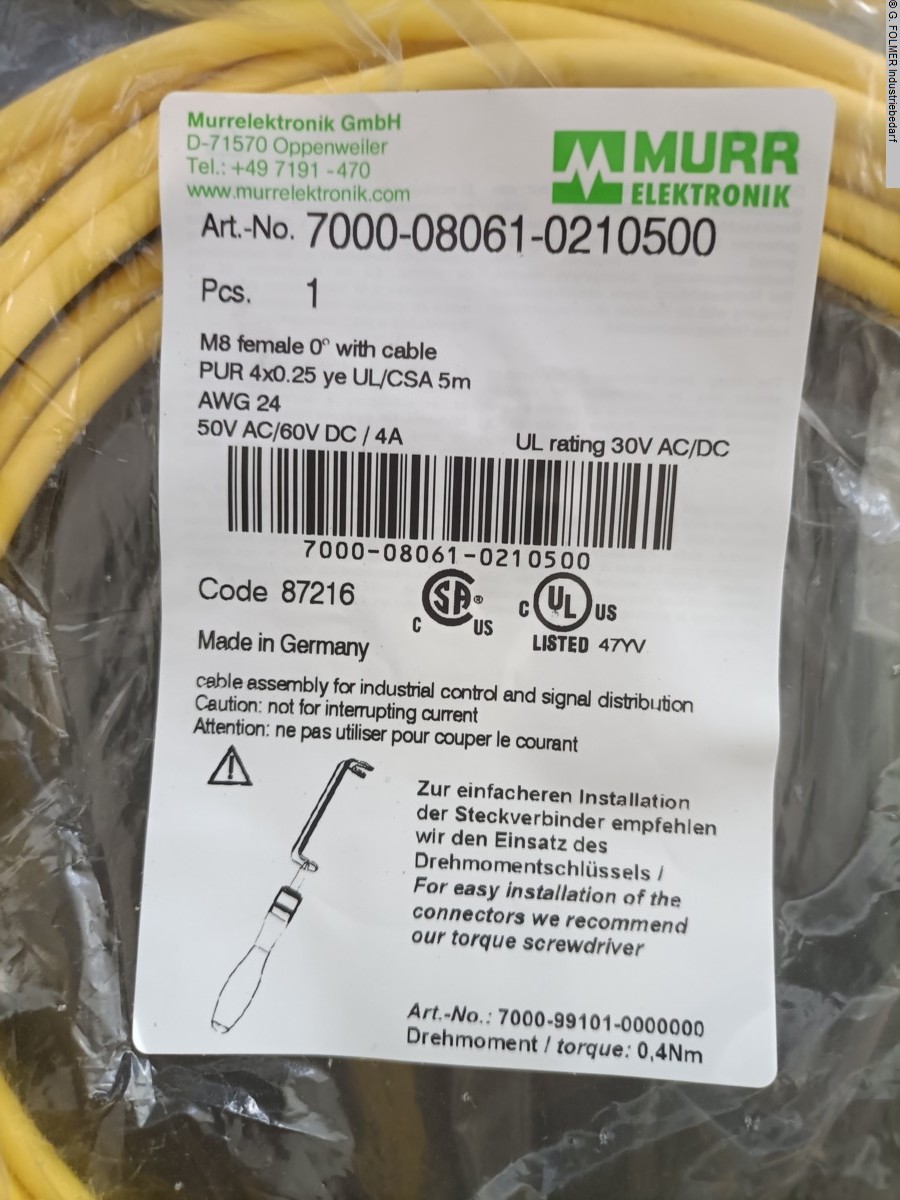 © G. FOLMER Industriebedarf
Murrelektronik GmbH
D-71570 Oppenweiler
Tel.: +49 7191 -470
www.murrelektronik.com
MURR
ELEKTRONIK
Art.-No. 7000-08061-0210500
Pcs. 1
M8 female 0° with cable
PUR 4x0.25 ye UL/CSA 5m
AWG 24
50V AC/60V DC / 4A
UL rating 30V AC/DC
7000-08061-0210500
Code 87216
C SA® US
C UL US
LISTED 47YV
Made in Germany
cable assembly for industrial control and signal distribution
Caution: not for interrupting current
Attention: ne pas utiliser pour couper le courant
Zur einfacheren Installation
der Steckverbinder empfehlen
wir den Einsatz des
Drehmomentschlüssels /
For easy installation of the
connectors we recommend
our torque screwdriver
Art.-No.: 7000-99101-0000000
Drehmoment / torque: 0,4Nm